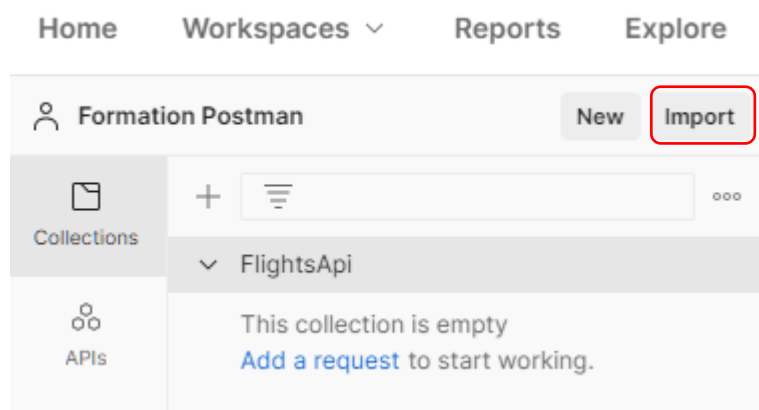 Home Workspaces Reports Explore
Formation Postman New Import
Collections
FlightsApi
This collection is empty
APIs
Add a request to start working.